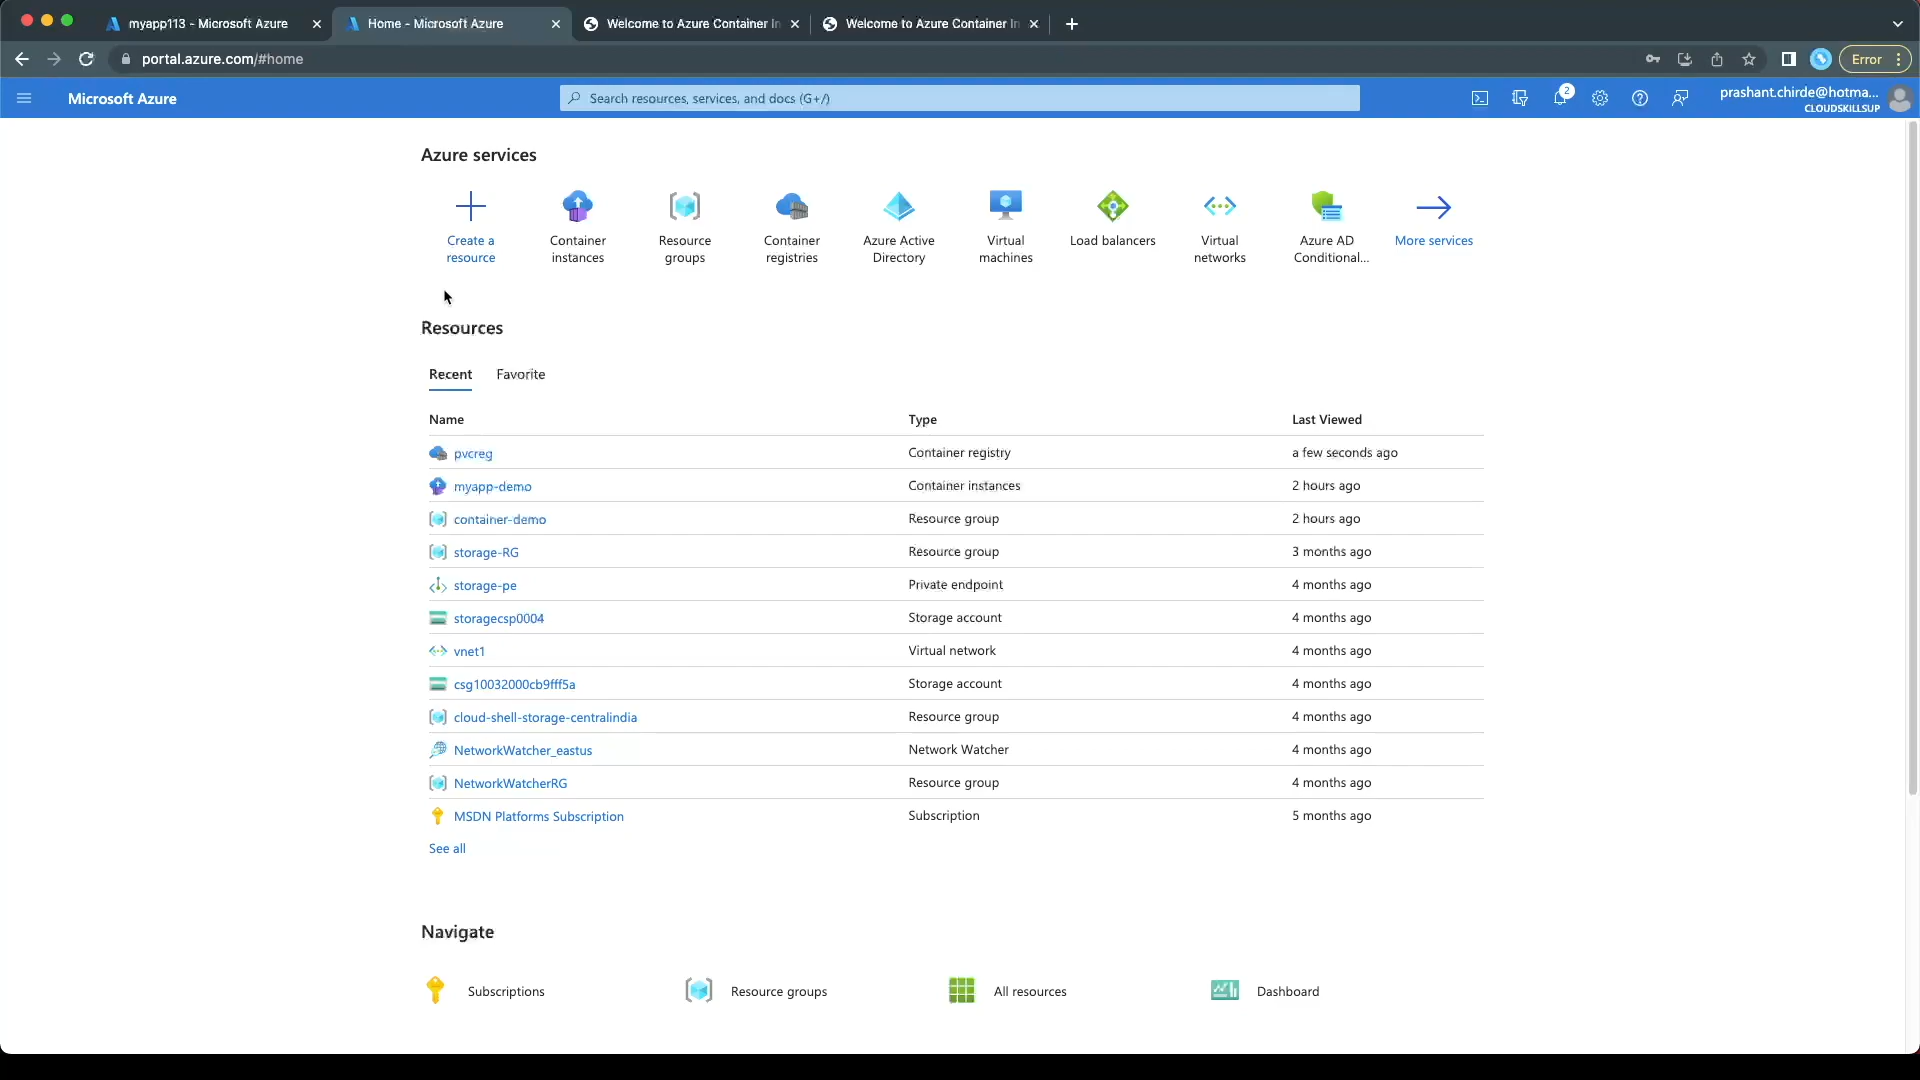 myapp113 - Microsoft Azure
Home - Microsoft Azure
Welcome to Azure Container In
Welcome to Azure Container In
portal.azure.com/#home
Error
Microsoft Azure
Search resources, services, and docs (G+/)
2
prashant.chirde@hotma...
CLOUDSKILLSUP
Azure services
Create a
resource
Container
instances
Resource
groups
Container
registries
Azure Active
Directory
Virtual
machines
Load balancers
Virtual
networks
Azure AD
Conditional...
More services
Resources
Recent
Favorite
Name Type Last Viewed
pvcreg Container registry a few seconds ago
myapp-demo Container instances 2 hours ago
container-demo Resource group 2 hours ago
storage-RG Resource group 3 months ago
storage-pe Private endpoint 4 months ago
storagecsp0004 Storage account 4 months ago
vnet1 Virtual network 4 months ago
csg10032000cb9fff5a Storage account 4 months ago
cloud-shell-storage-centralindia Resource group 4 months ago
NetworkWatcher_eastus Network Watcher 4 months ago
NetworkWatcherRG Resource group 4 months ago
MSDN Platforms Subscription Subscription 5 months ago
See all
Navigate
Subscriptions
Resource groups
All resources
Dashboard